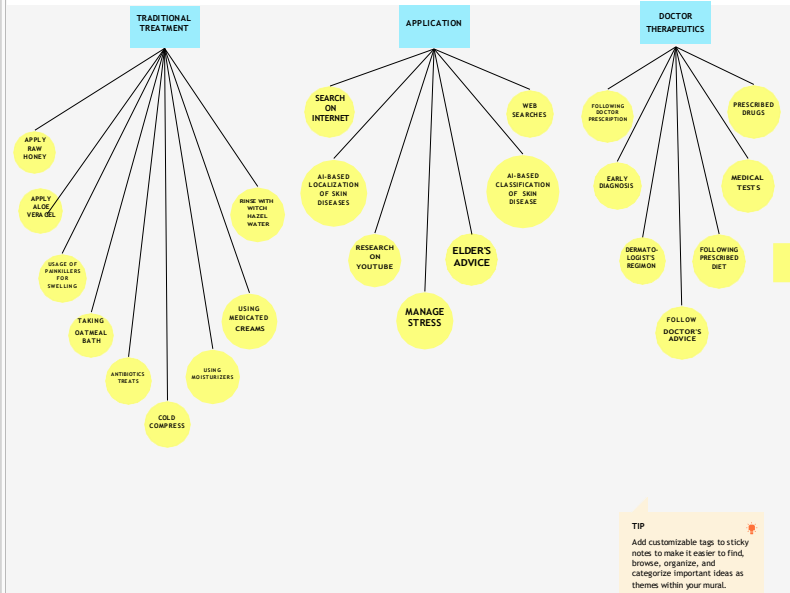 TRADITIONAL
TREATMENT
APPLY
RAW
HONEY
APPLY
ALOE
VERA GEL
USAGE OF
PAINKILLERS
FOR
SWELLING
TAKING
OATMEAL
BATH
ANTIBIOTICS
TREATS
COLD
COMPRESS
USING
MOISTURIZERS
USING
MEDICATED
CREAMS
RINSE WITH
WITCH
HAZEL
WATER
APPLICATION
SEARCH
ON
INTERNET
AI-BASED
LOCALIZATION
OF SKIN
DISEASES
RESEARCH
ON
YOUTUBE
MANAGE
STRESS
ELDER'S
ADVICE
AI-BASED
CLASSIFICATION
OF SKIN
DISEASE
WEB
SEARCHES
DOCTOR
THERAPEUTICS
FOLLOWING
DOCTOR
PRESCRIPTION
EARLY
DIAGNOSIS
DERMATO-
LOGIST'S
REGIMON
FOLLOW
DOCTOR'S
ADVICE
FOLLOWING
PRESCRIBED
DIET
MEDICAL
TESTS
PRESCRIBED
DRUGS
TIP
Add customizable tags to sticky
notes to make it easier to find,
browse, organize, and
categorize important ideas as
themes within your mural.